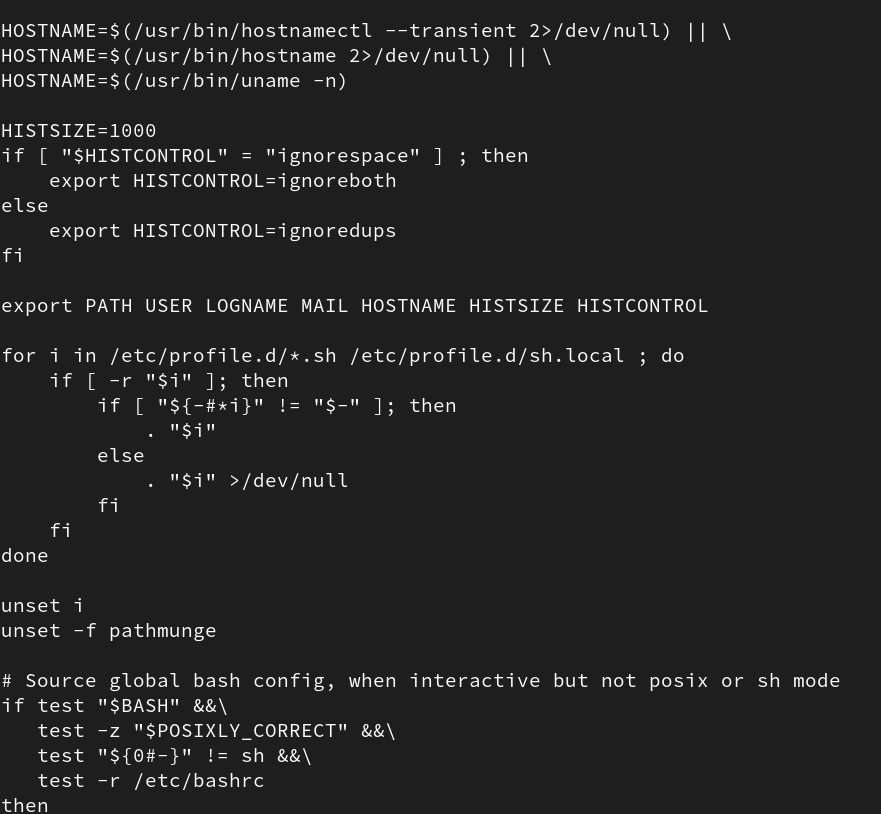 HOSTNAME=$(/usr/bin/hostnamectl --transient 2>/dev/null) || \
HOSTNAME=$(/usr/bin/hostname 2>/dev/null) || \
HOSTNAME=$(/usr/bin/uname -n)

HISTSIZE=1000
if [ "$HISTCONTROL" = "ignorespace" ] ; then
    export HISTCONTROL=ignoreboth
else
    export HISTCONTROL=ignoredups
fi

export PATH USER LOGNAME MAIL HOSTNAME HISTSIZE HISTCONTROL

for i in /etc/profile.d/*.sh /etc/profile.d/sh.local ; do
    if [ -r "$i" ]; then
        if [ "${-#*i}" != "$-" ]; then
            . "$i"
        else
            . "$i" >/dev/null
        fi
    fi
done

unset i
unset -f pathmunge

# Source global bash config, when interactive but not posix or sh mode
if test "$BASH" &&\
   test -z "$POSIXLY_CORRECT" &&\
   test "${0#-}" != sh &&\
   test -r /etc/bashrc
then